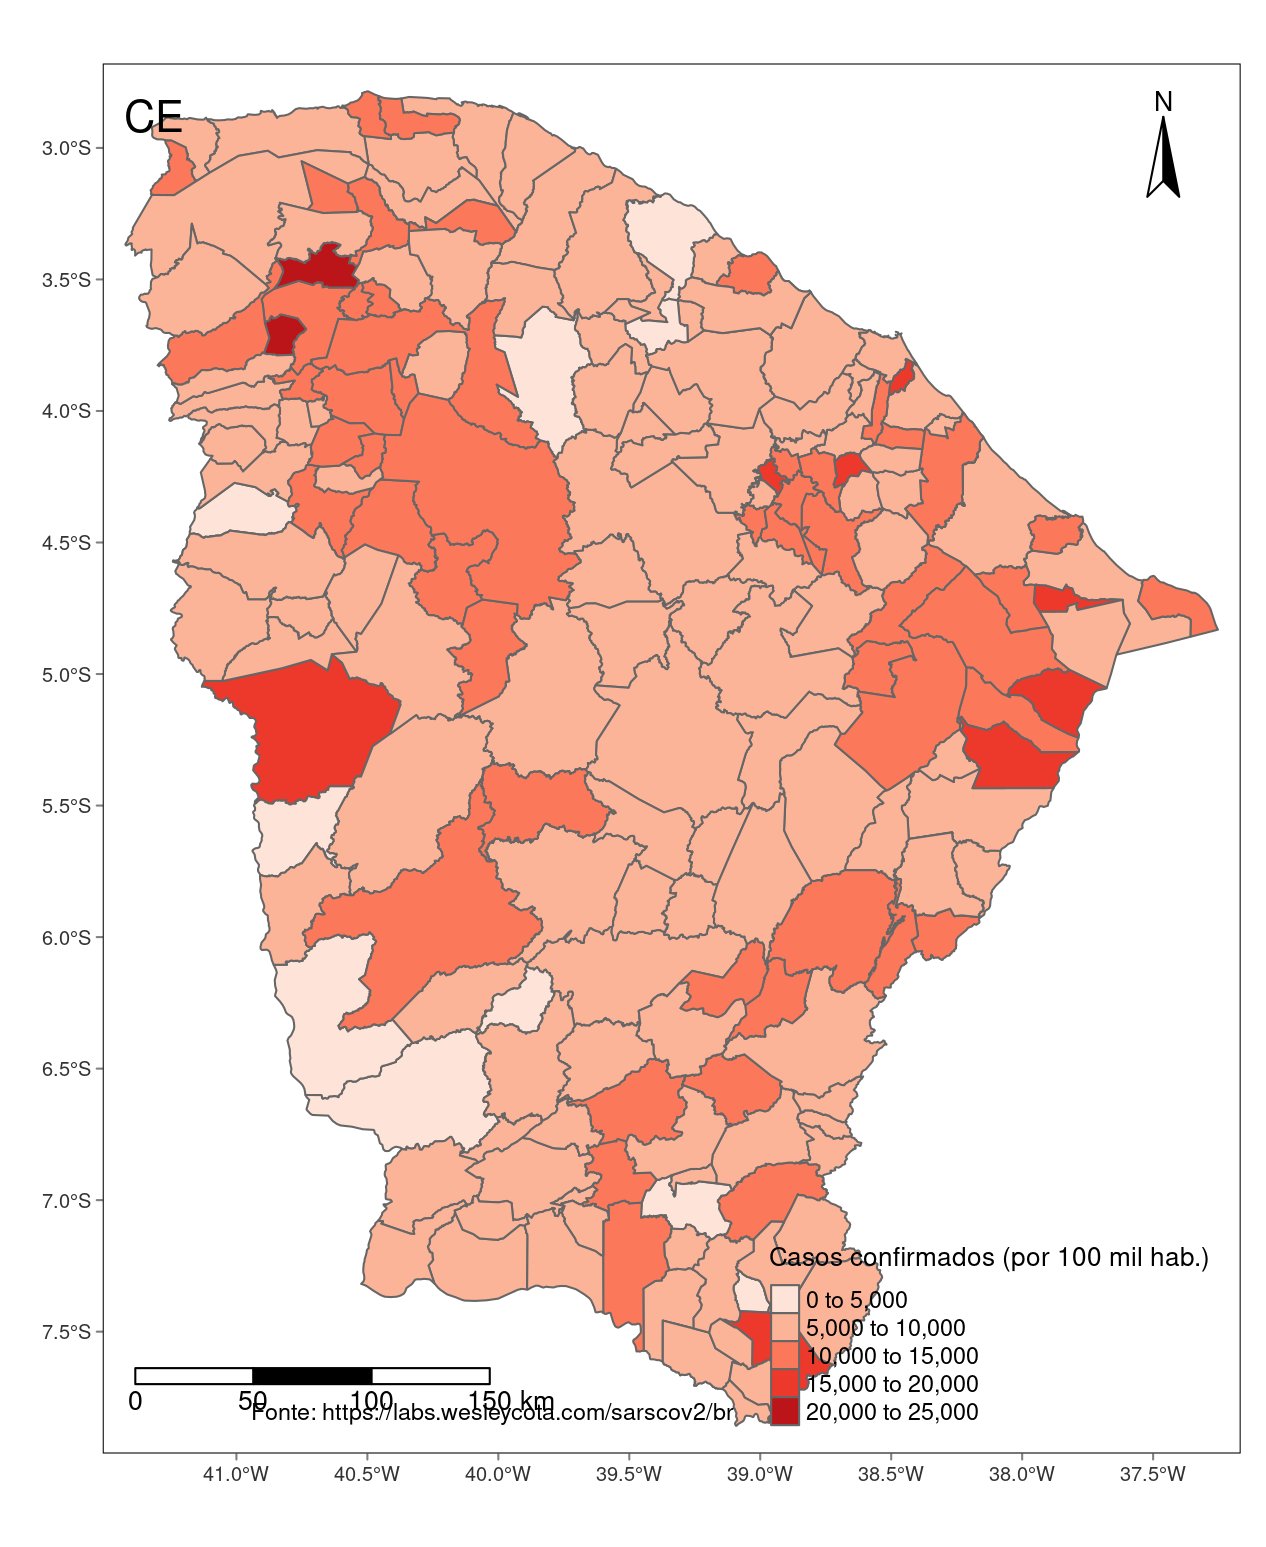 CE
N
3.0°S
3.5°S
4.0°S
4.5°S
5.0°S
5.5°S
6.0°S
6.5°S
7.0°S
7.5°S
Casos confirmados (por 100 mil hab.)
0 to 5,000
5,000 to 10,000
10,000 to 15,000
15,000 to 20,000
20,000 to 25,000
0 50 100 150 km
Fonte: https://labs.wesleycota.com/sarscov2/br
41.0°W 40.5°W 40.0°W 39.5°W 39.0°W 38.5°W 38.0°W 37.5°W